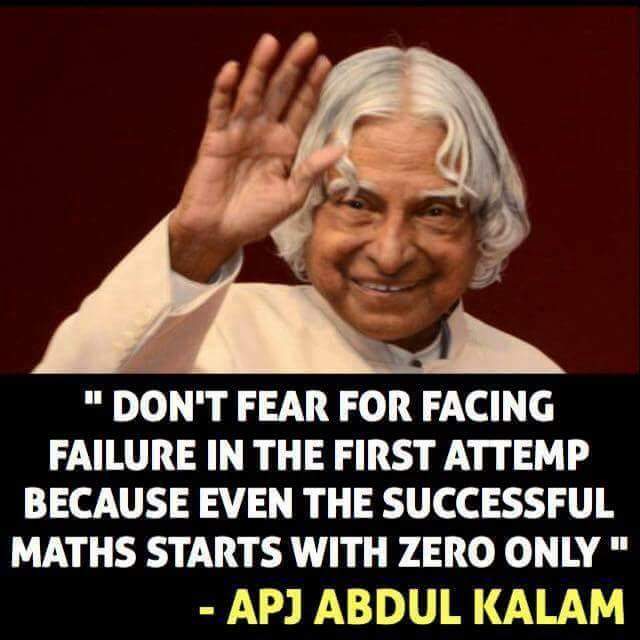 " DON'T FEAR FOR FACING
FAILURE IN THE FIRST ATTEMP
BECAUSE EVEN THE SUCCESSFUL
MATHS STARTS WITH ZERO ONLY "
- APJ ABDUL KALAM